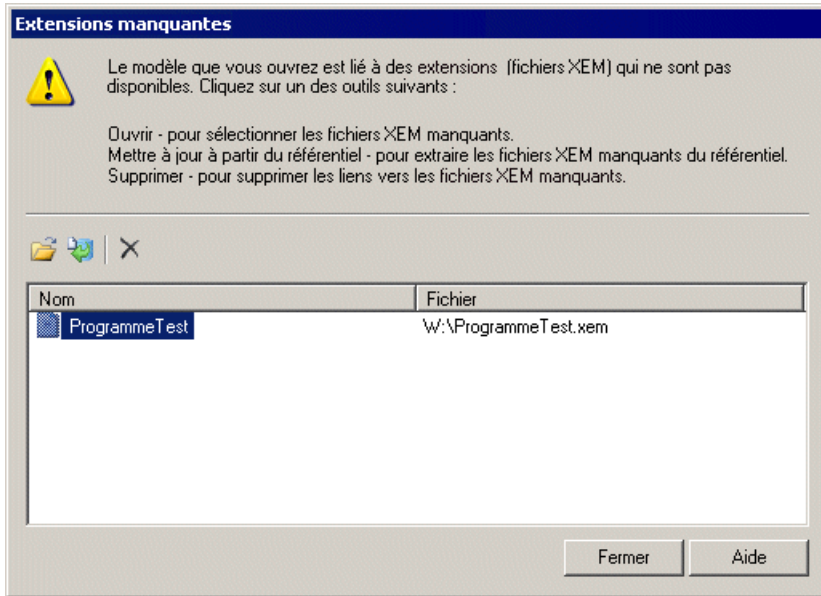 Extensions manquantes
Le modèle que vous ouvrez est lié à des extensions (fichiers XEM) qui ne sont pas
disponibles. Cliquez sur un des outils suivants :
Ouvrir - pour sélectionner les fichiers XEM manquants.
Mettre à jour à partir du référentiel - pour extraire les fichiers XEM manquants du référentiel.
Supprimer - pour supprimer les liens vers les fichiers XEM manquants.
Nom Fichier
ProgrammeTest W:\ProgrammeTest.xem
Fermer Aide